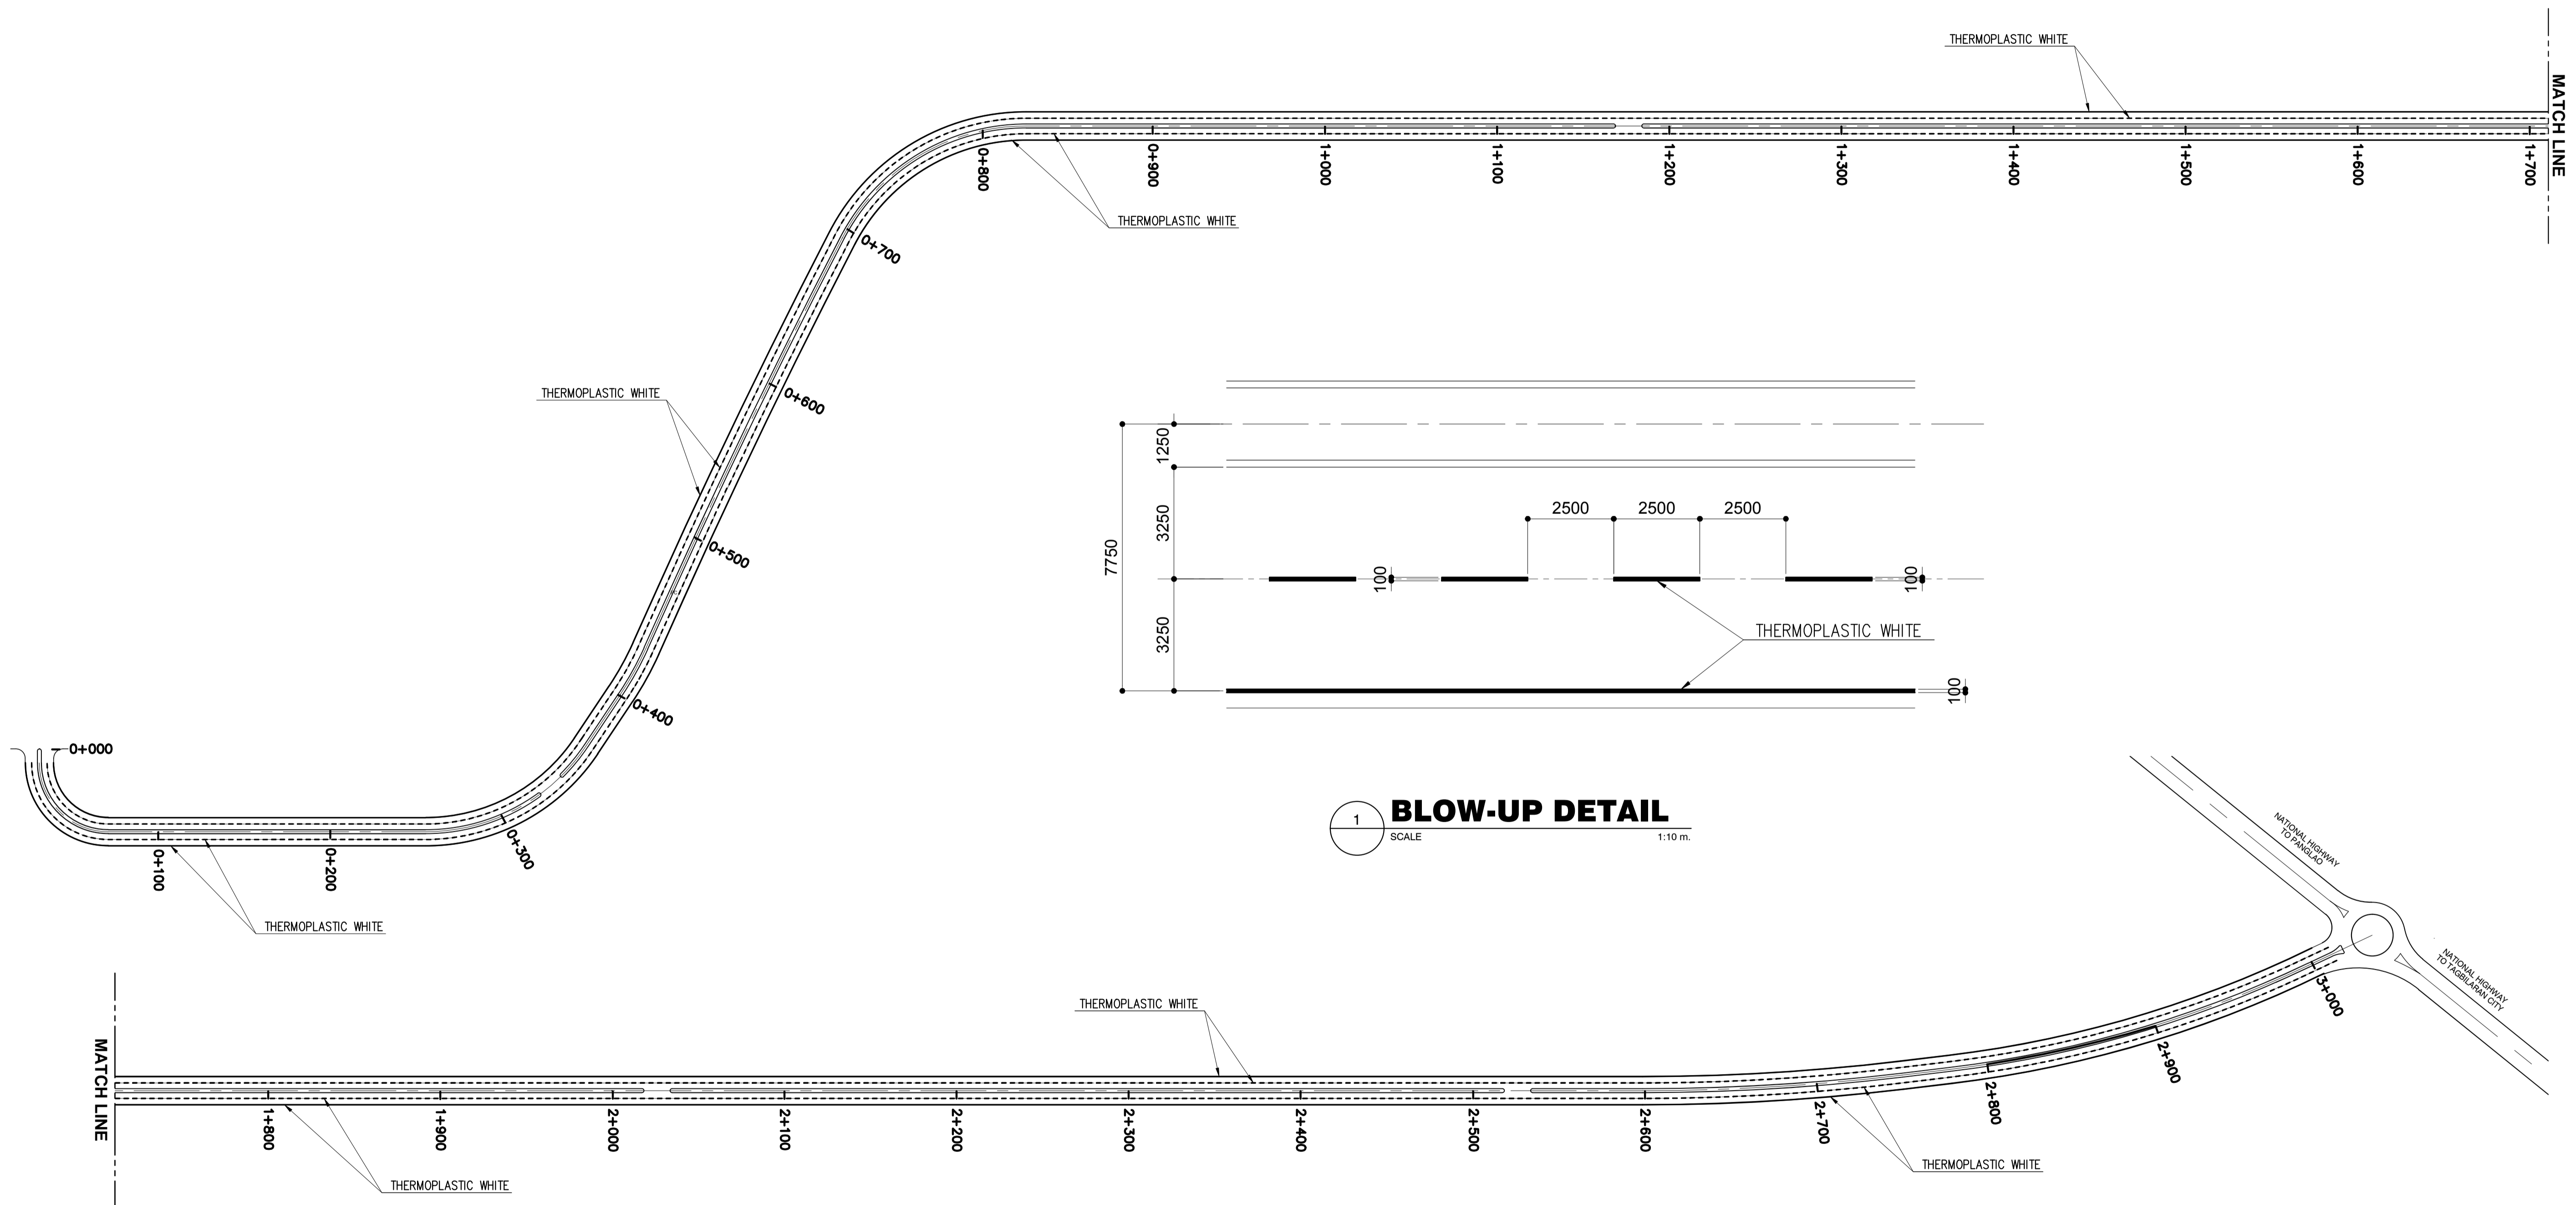 THERMOPLASTIC WHITE
MATCH LINE
0+800
0+900
1+000
1+100
1+200
1+300
1+400
1+500
1+600
1+700
THERMOPLASTIC WHITE
0+700
THERMOPLASTIC WHITE
0+600
0+500
0+400
0+000
0+300
0+100
0+200
THERMOPLASTIC WHITE
1250
3250
7750
3250
2500
2500
2500
100
100
THERMOPLASTIC WHITE
100
1
BLOW-UP DETAIL
SCALE
1:10 m.
NATIONAL HIGHWAY
TO PANGLAO
NATIONAL HIGHWAY
TO TAGBILARAN CITY
THERMOPLASTIC WHITE
MATCH LINE
1+800
1+900
2+000
2+100
2+200
2+300
2+400
2+500
2+600
2+700
2+800
2+900
3+000
THERMOPLASTIC WHITE
THERMOPLASTIC WHITE